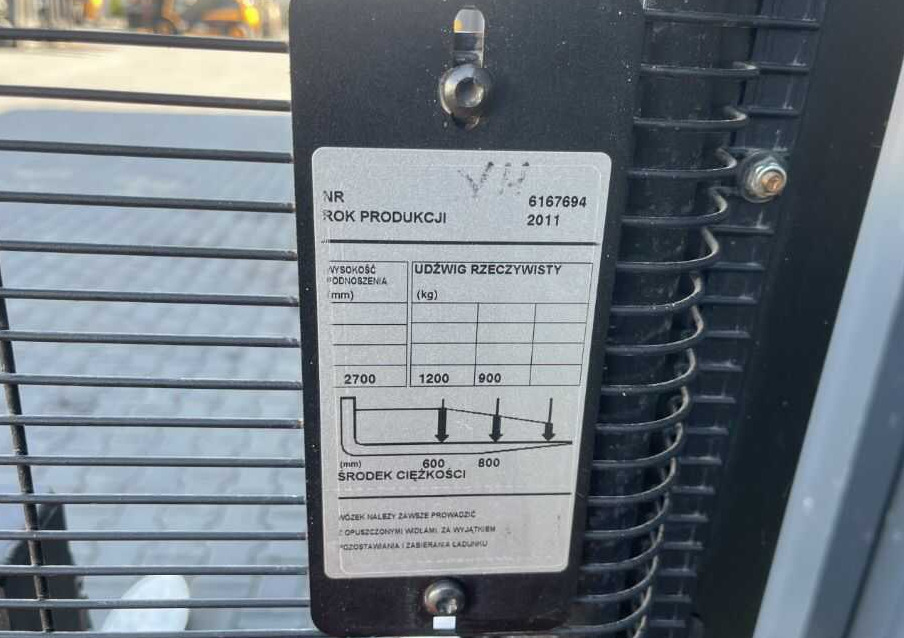 VH
NR 6167694
ROK PRODUKCJI 2011
WYSOKOŚĆ PODNOSZENIA (mm)
UDŹWIG RZECZYWISTY (kg)
2700 1200 900
(mm) 600 800
ŚRODEK CIĘŻKOŚCI
WÓZEK NALEŻY ZAWSZE PROWADZIĆ
Z OPUSZCZONYMI WIDŁAMI, ZA WYJĄTKIEM
POZOSTAWIANIA I ZABIERANIA ŁADUNKU